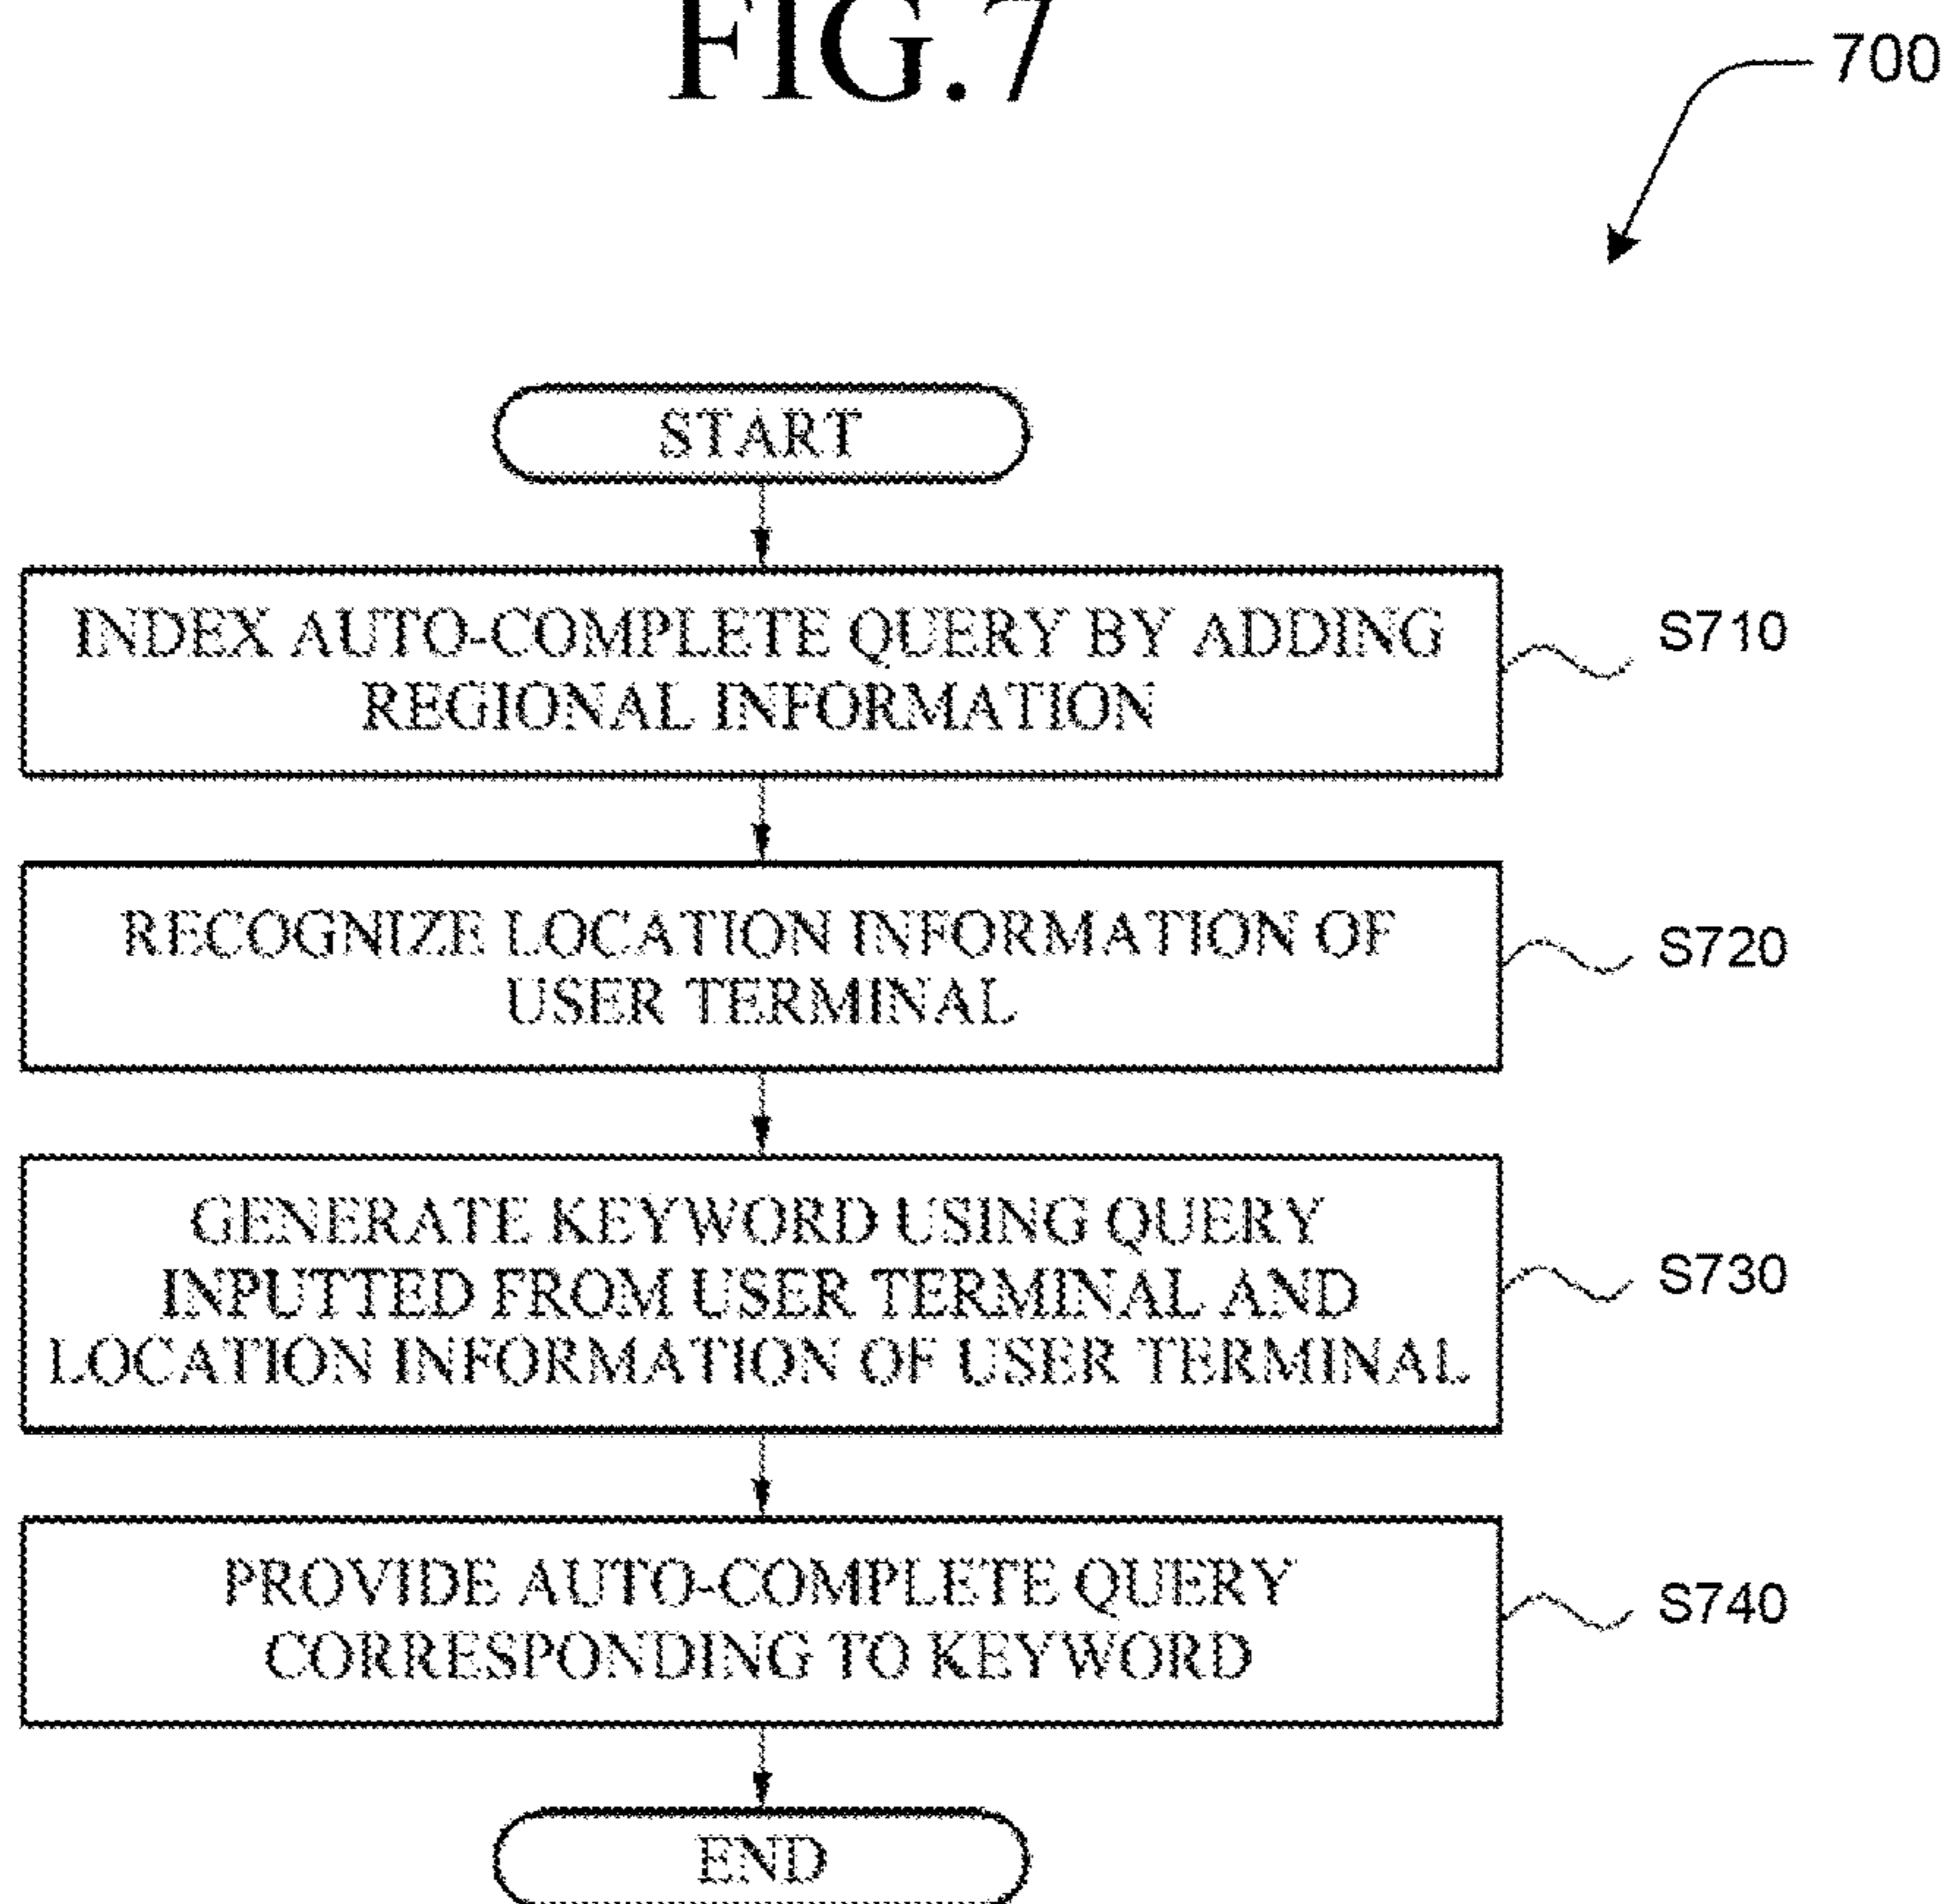 FIG.7
700
START
INDEX AUTO-COMPLETE QUERY BY ADDING
REGIONAL INFORMATION
S710
RECOGNIZE LOCATION INFORMATION OF
USER TERMINAL
S720
GENERATE KEYWORD USING QUERY
INPUTTED FROM USER TERMINAL AND
LOCATION INFORMATION OF USER TERMINAL
S730
PROVIDE AUTO-COMPLETE QUERY
CORRESPONDING TO KEYWORD
S740
END